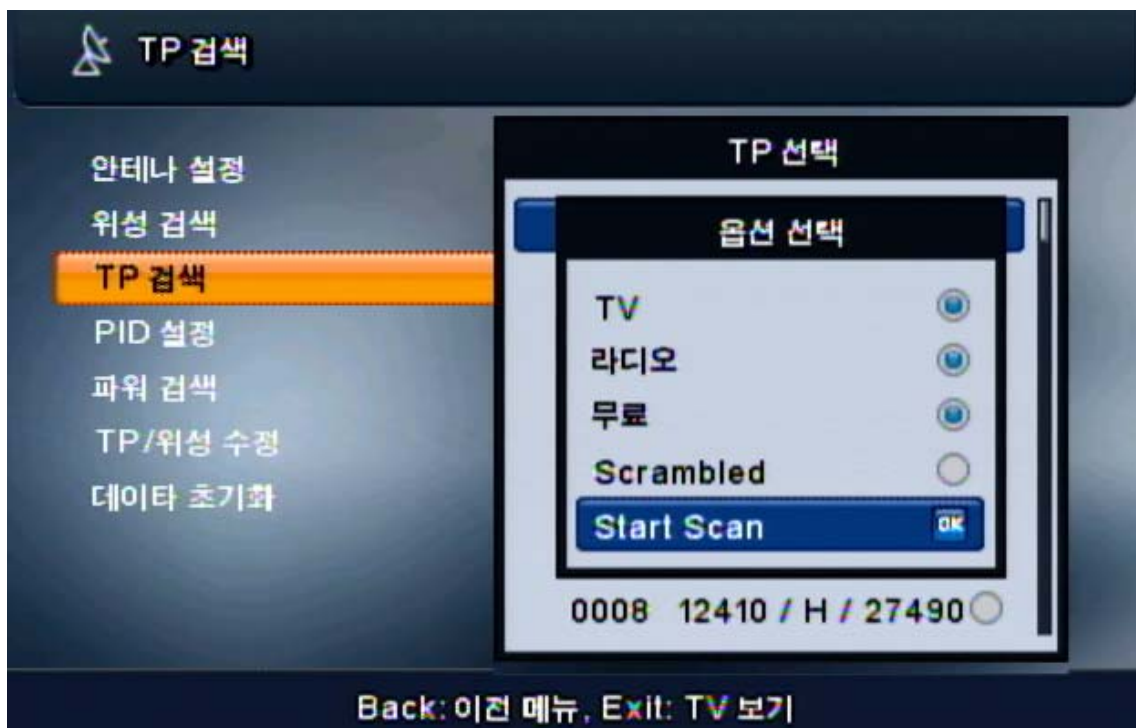 TP 검색
안테나 설정
위성 검색
TP 검색
PID 설정
파워 검색
TP/위성 수정
데이타 초기화
TP 선택
옵션 선택
TV
라디오
무료
Scrambled
Start Scan OK
0008 12410 / H / 27490
Back: 이전 메뉴, Exit: TV 보기